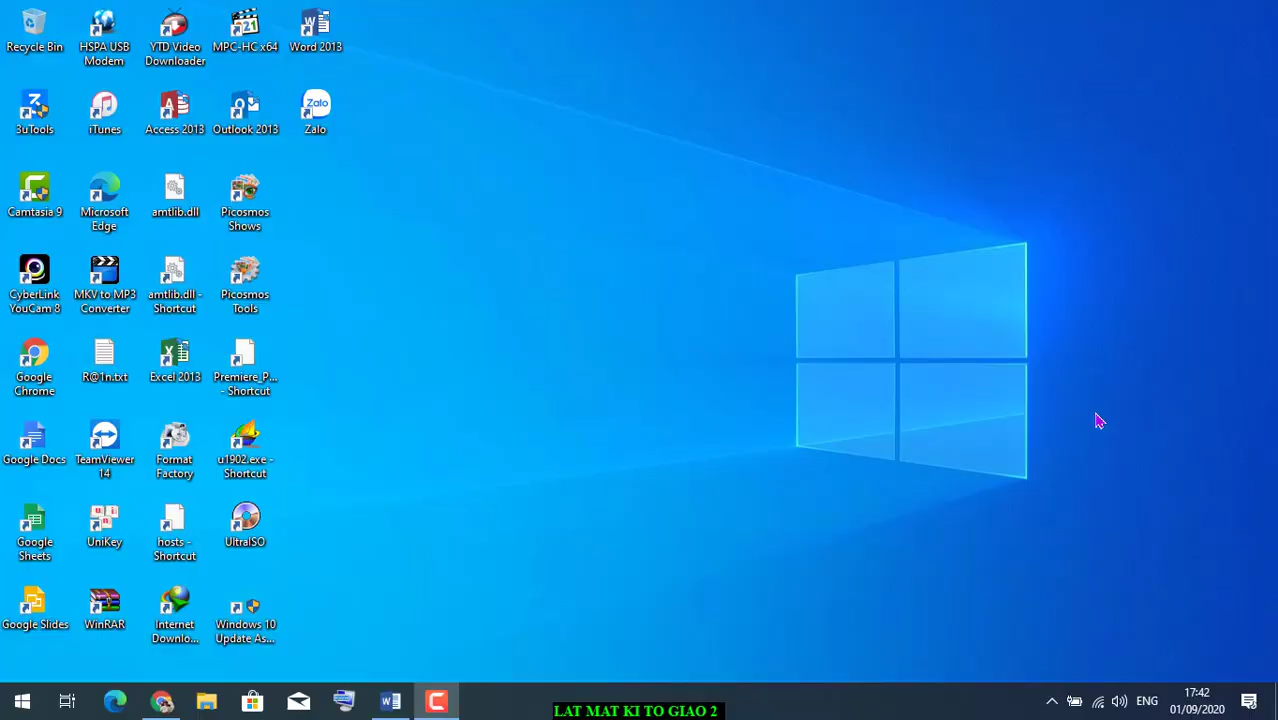 Recycle Bin
HSPA USB
Modem
YTD Video
Downloader
MPC-HC x64
Word 2013
3uTools
iTunes
Access 2013
Outlook 2013
Zalo
Zalo
Camtasia 9
Microsoft
Edge
amtlib.dll
Picosmos
Shows
CyberLink
YouCam 8
MKV to MP3
Converter
amtlib.dll -
Shortcut
Picosmos
Tools
Google
Chrome
R@1n.txt
Excel 2013
Premiere_P...
- Shortcut
Google Docs
TeamViewer
14
Format
Factory
u1902.exe -
Shortcut
Google
Sheets
UniKey
hosts -
Shortcut
UltraISO
Google Slides
WinRAR
Internet
Downlo...
Windows 10
Update As...
LAT MAT KI TO GIAO 2
ENG
17:42
01/09/2020